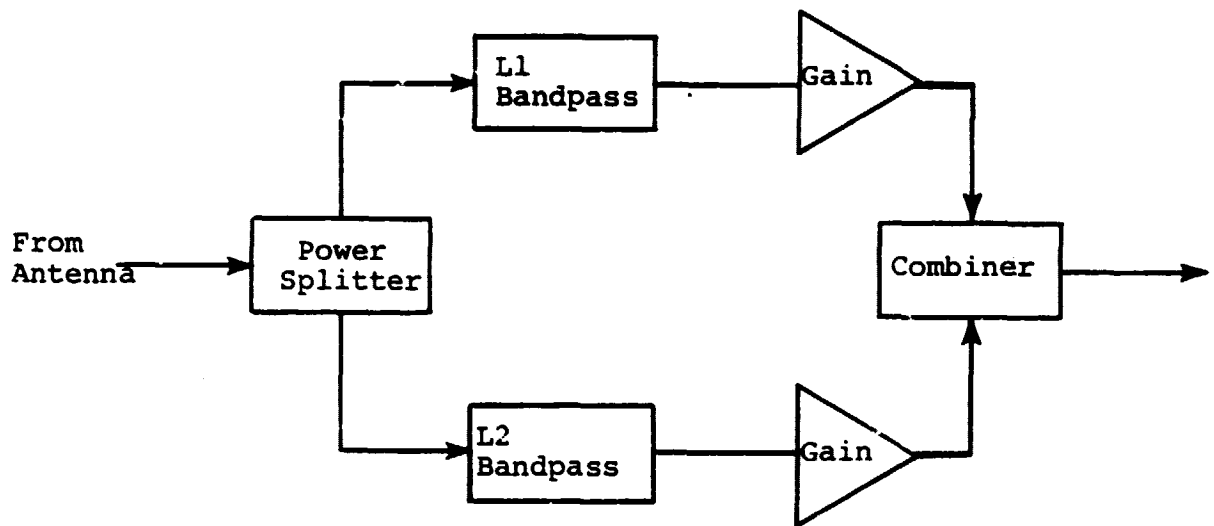 L1
Bandpass
Gain
From
Antenna
Power
Splitter
Combiner
L2
Bandpass
Gain